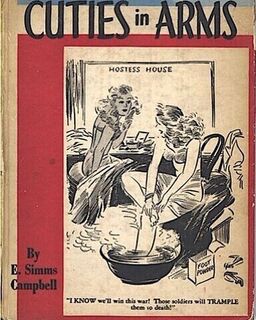 CUTIES in ARMS
HOSTESS HOUSE
By
E. Simms
Campbell
FOOT
POWDER
"I KNOW we'll win this war! Those soldiers will TRAMPLE
them to death!"